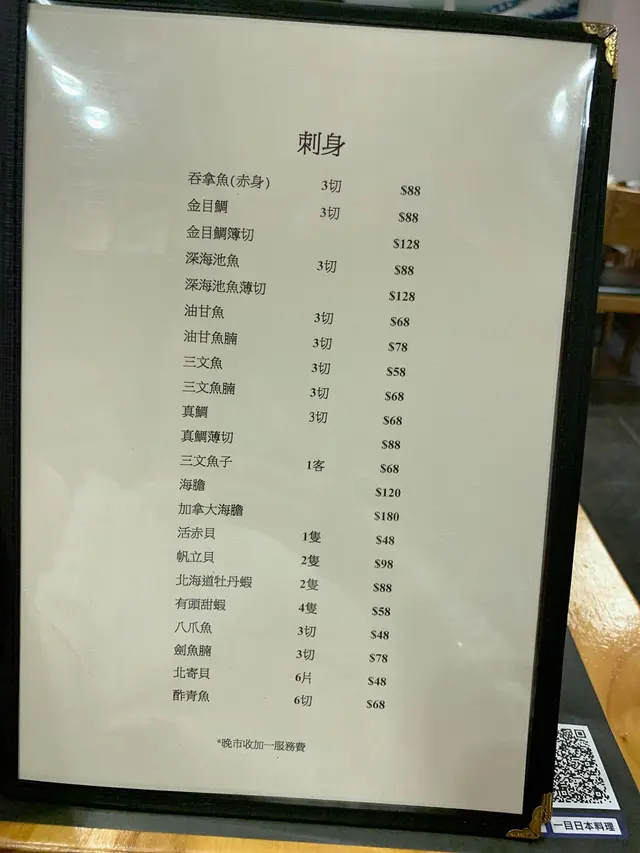 刺身
吞拿魚(赤身) 3切 $88
金目鯛 3切 $88
金目鯛簿切 $128
深海池魚 3切 $88
深海池魚薄切 $128
油甘魚 3切 $68
油甘魚腩 3切 $78
三文魚 3切 $58
三文魚腩 3切 $68
真鯛 3切 $68
真鯛薄切 $88
三文魚子 1客 $68
海膽 $120
加拿大海膽 $180
活赤貝 1隻 $48
帆立貝 2隻 $98
北海道牡丹蝦 2隻 $88
有頭甜蝦 4隻 $58
八爪魚 3切 $48
劍魚腩 3切 $78
北寄貝 6片 $48
酢青魚 6切 $68
*晚市收加一服務費
一目日本料理